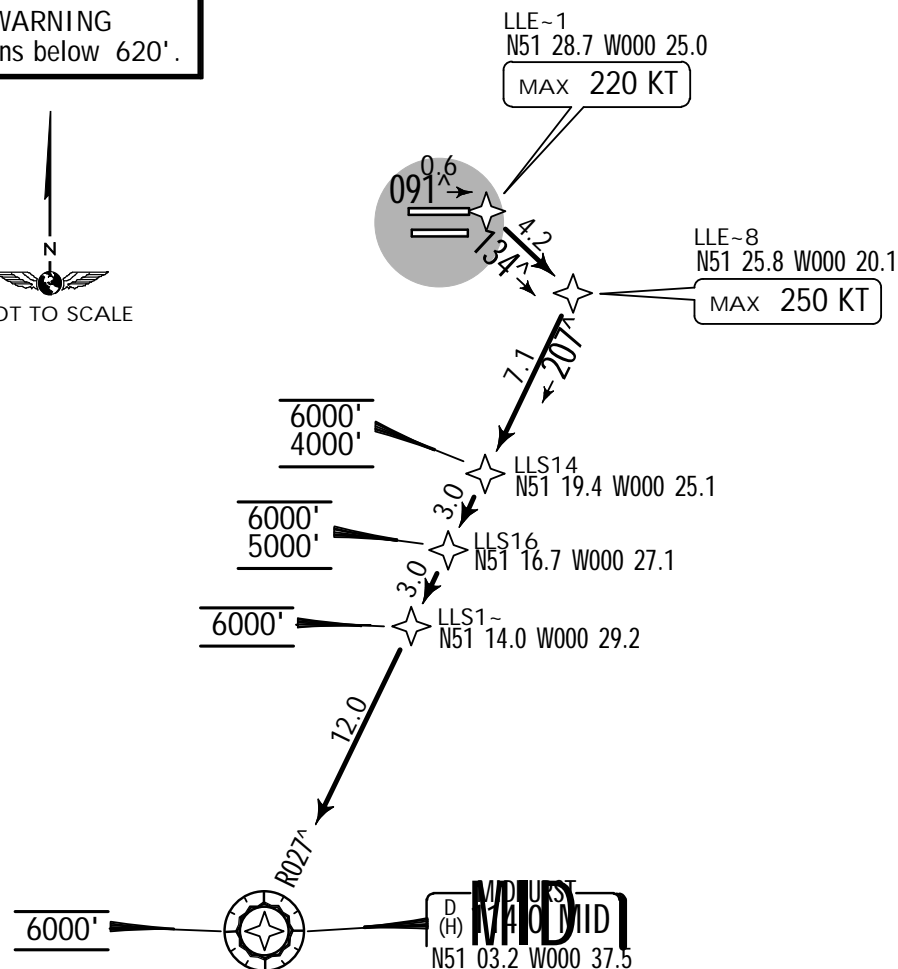 WARNING
ns below 620'.
LLE~1
N51 28.7 W000 25.0
MAX 220 KT
0.6
091^
4.2
134^
LLE~8
N51 25.8 W000 20.1
MAX 250 KT
N
OT TO SCALE
7.1
207^
6000'
4000'
LLS14
N51 19.4 W000 25.1
3.0
6000'
5000'
LLS16
N51 16.7 W000 27.1
3.0
6000'
LLS1~
N51 14.0 W000 29.2
12.0
R027^
6000'
MIDHURST
D
(H)
114.0 MID
MID
N51 03.2 W000 37.5